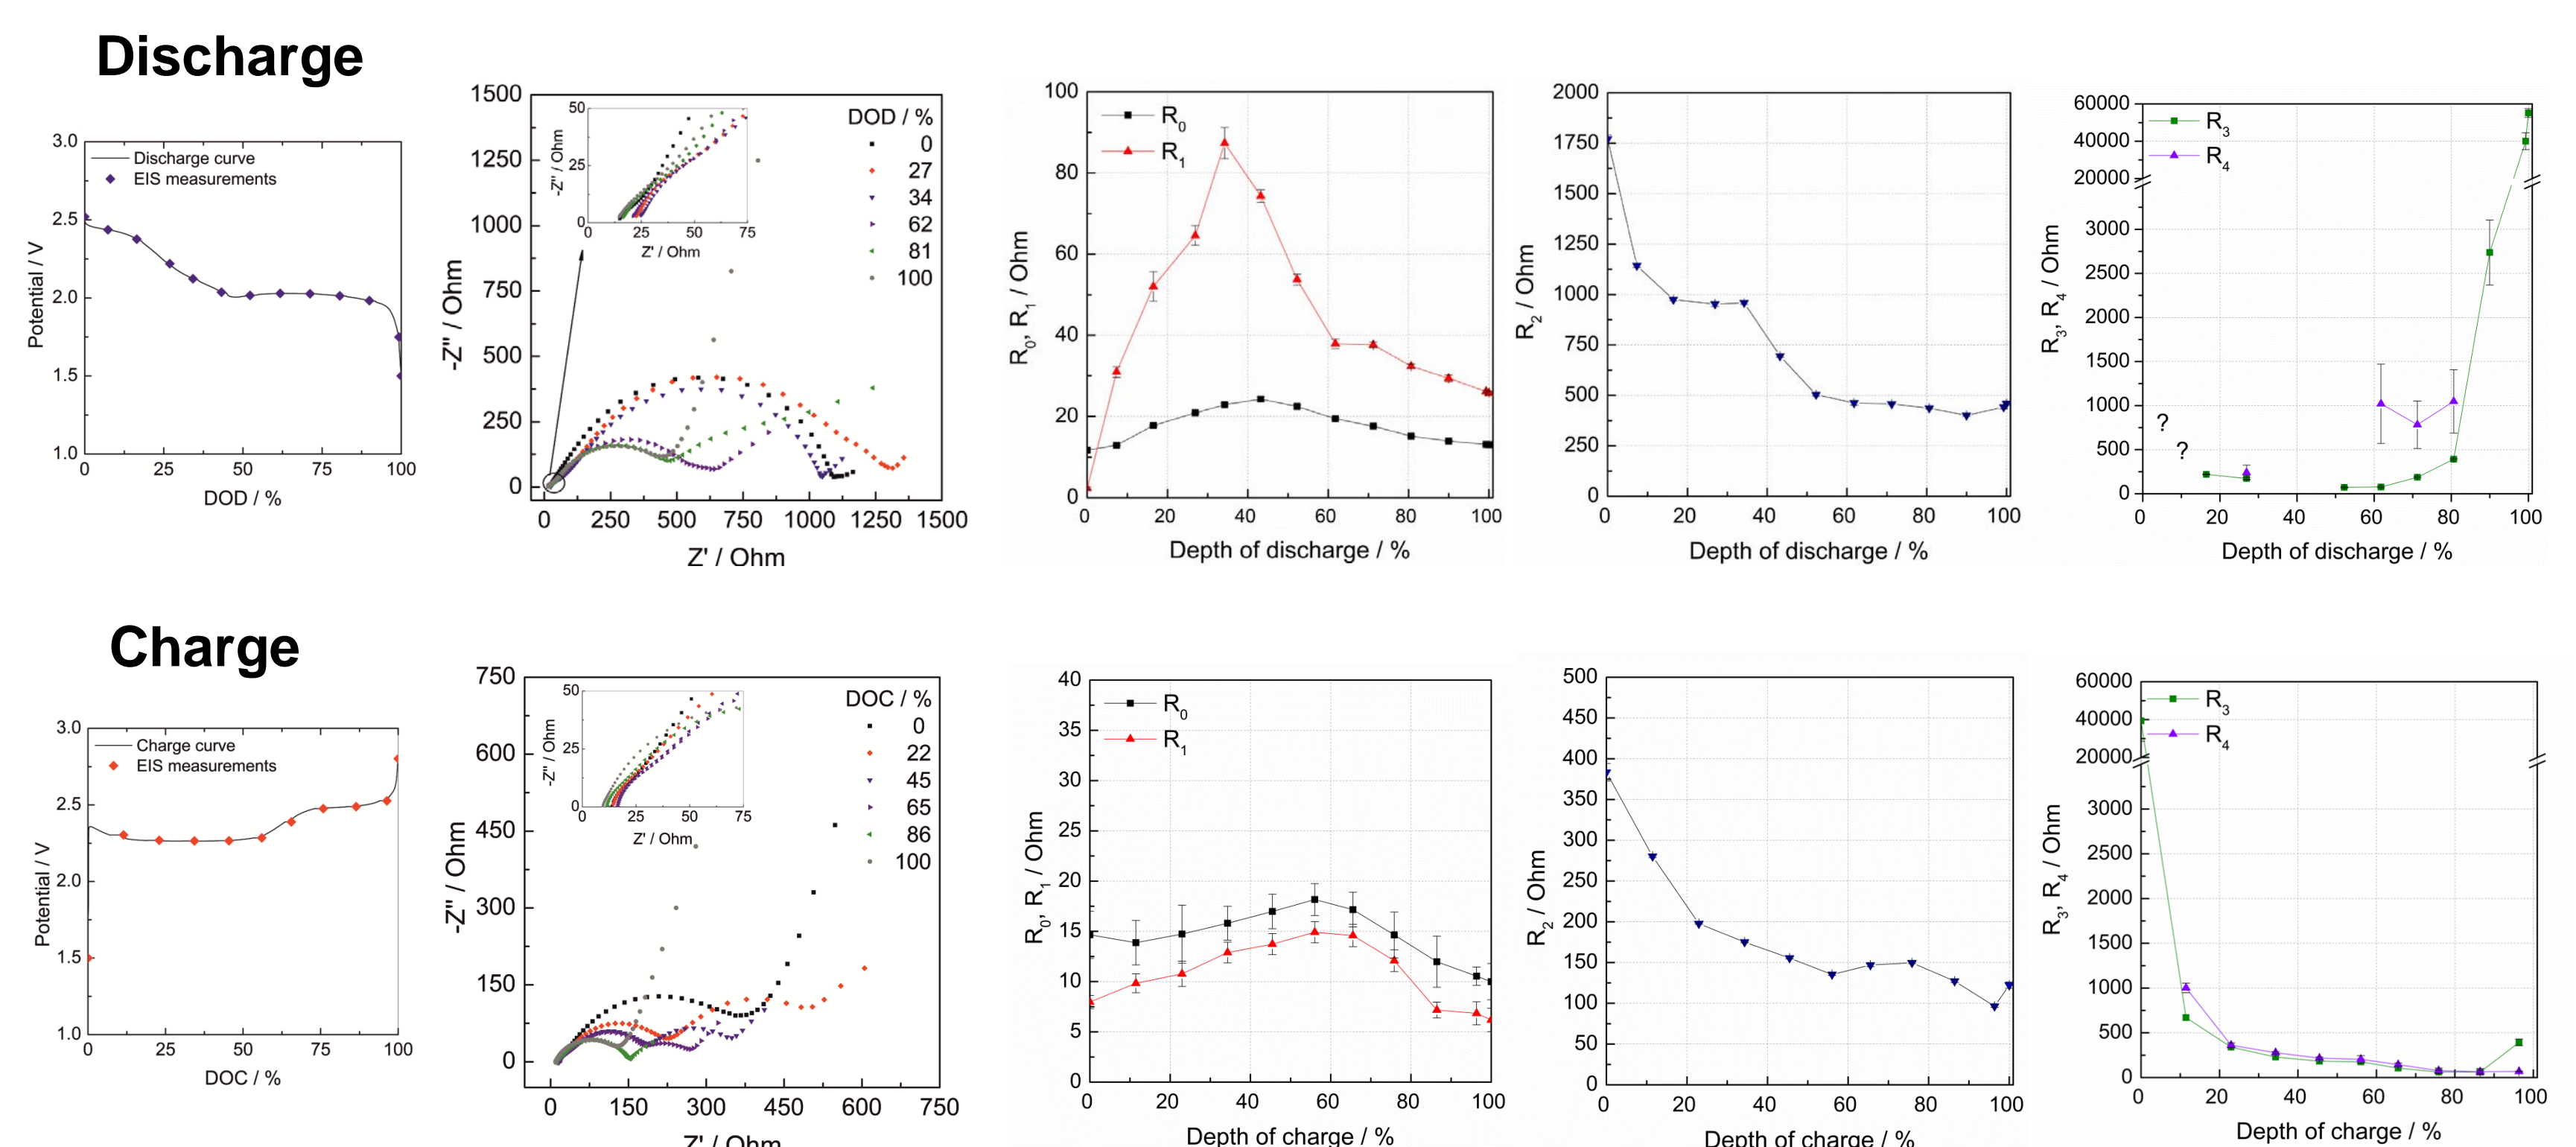 Discharge
3.0
2.5
2.0
1.5
1.0
Potential / V
Discharge curve
EIS measurements
0 25 50 75 100
DOD / %
1500
1250
1000
750
500
250
0
-Z'' / Ohm
50
25
0
-Z'' / Ohm
0 25 50 75
Z' / Ohm
DOD / %
0
27
34
62
81
100
0 250 500 750 1000 1250 1500
Z' / Ohm
100
80
60
40
20
0
R0, R1 / Ohm
R0
R1
0 20 40 60 80 100
Depth of discharge / %
2000
1750
1500
1250
1000
750
500
250
0
R2 / Ohm
0 20 40 60 80 100
Depth of discharge / %
60000
40000
20000
3000
2500
2000
1500
1000
500
0
R3, R4 / Ohm
R3
R4
?
?
0 20 40 60 80 100
Depth of discharge / %
Charge
3.0
2.5
2.0
1.5
1.0
Potential / V
Charge curve
EIS measurements
0 25 50 75 100
DOC / %
750
600
450
300
150
0
-Z'' / Ohm
50
25
0
-Z'' / Ohm
0 25 50 75
Z' / Ohm
DOC / %
0
22
45
65
86
100
0 150 300 450 600 750
Z' / Ohm
40
35
30
25
20
15
10
5
0
R0, R1 / Ohm
R0
R1
0 20 40 60 80 100
Depth of charge / %
500
450
400
350
300
250
200
150
100
50
0
R2 / Ohm
0 20 40 60 80 100
Depth of charge / %
60000
40000
20000
3000
2500
2000
1500
1000
500
0
R3, R4 / Ohm
R3
R4
0 20 40 60 80 100
Depth of charge / %